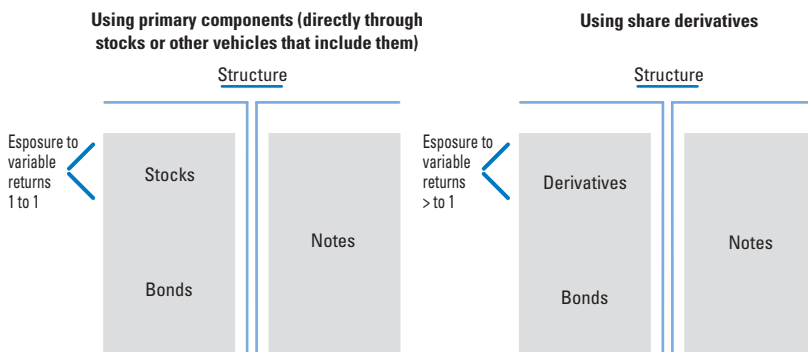 Using primary components (directly through
stocks or other vehicles that include them)
Structure
Esposure to
variable
returns
1 to 1
Stocks
Bonds
Notes
Using share derivatives
Structure
Esposure to
variable
returns
> to 1
Derivatives
Bonds
Notes